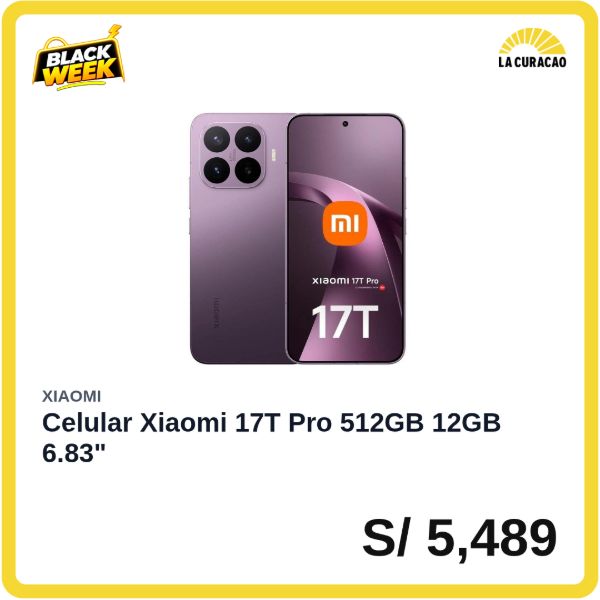 BLACK
WEEK
LA CURACAO
XIAOMI
xiaomi 17T Pro
17T
XIAOMI
Celular Xiaomi 17T Pro 512GB 12GB
6.83"
S/ 5,489